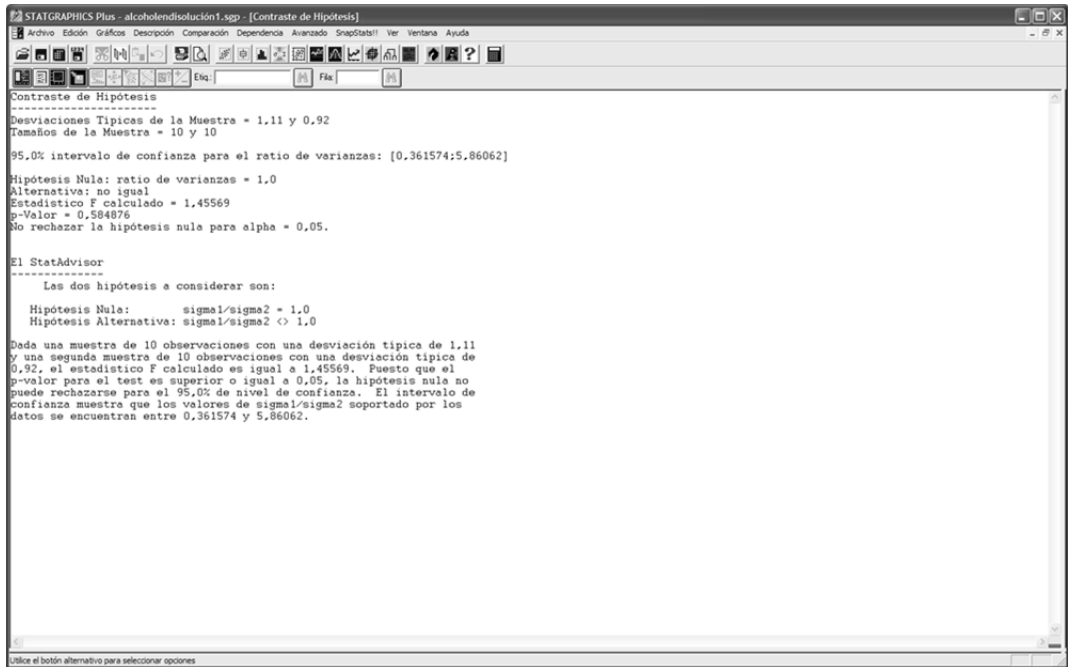 STATGRAPHICS Plus - alcoholendisolución1.sgp - [Contraste de Hipótesis]
Archivo Edición Gráficos Descripción Comparación Dependencia Avanzado SnapStats!! Ver Ventana Ayuda
Etiq.: Fila:
Contraste de Hipótesis
----------------------
Desviaciones Típicas de la Muestra = 1,11 y 0,92
Tamaños de la Muestra = 10 y 10
95,0% intervalo de confianza para el ratio de varianzas: [0,361574;5,86062]
Hipótesis Nula: ratio de varianzas = 1,0
Alternativa: no igual
Estadístico F calculado = 1,45569
p-Valor = 0,584876
No rechazar la hipótesis nula para alpha = 0,05.
El StatAdvisor
--------------
Las dos hipótesis a considerar son:
Hipótesis Nula: sigma1/sigma2 = 1,0
Hipótesis Alternativa: sigma1/sigma2 <> 1,0
Dada una muestra de 10 observaciones con una desviación típica de 1,11
y una segunda muestra de 10 observaciones con una desviación típica de
0,92, el estadístico F calculado es igual a 1,45569. Puesto que el
p-valor para el test es superior o igual a 0,05, la hipótesis nula no
puede rechazarse para el 95,0% de nivel de confianza. El intervalo de
confianza muestra que los valores de sigma1/sigma2 soportado por los
datos se encuentran entre 0,361574 y 5,86062.
Utilice el botón alternativo para seleccionar opciones